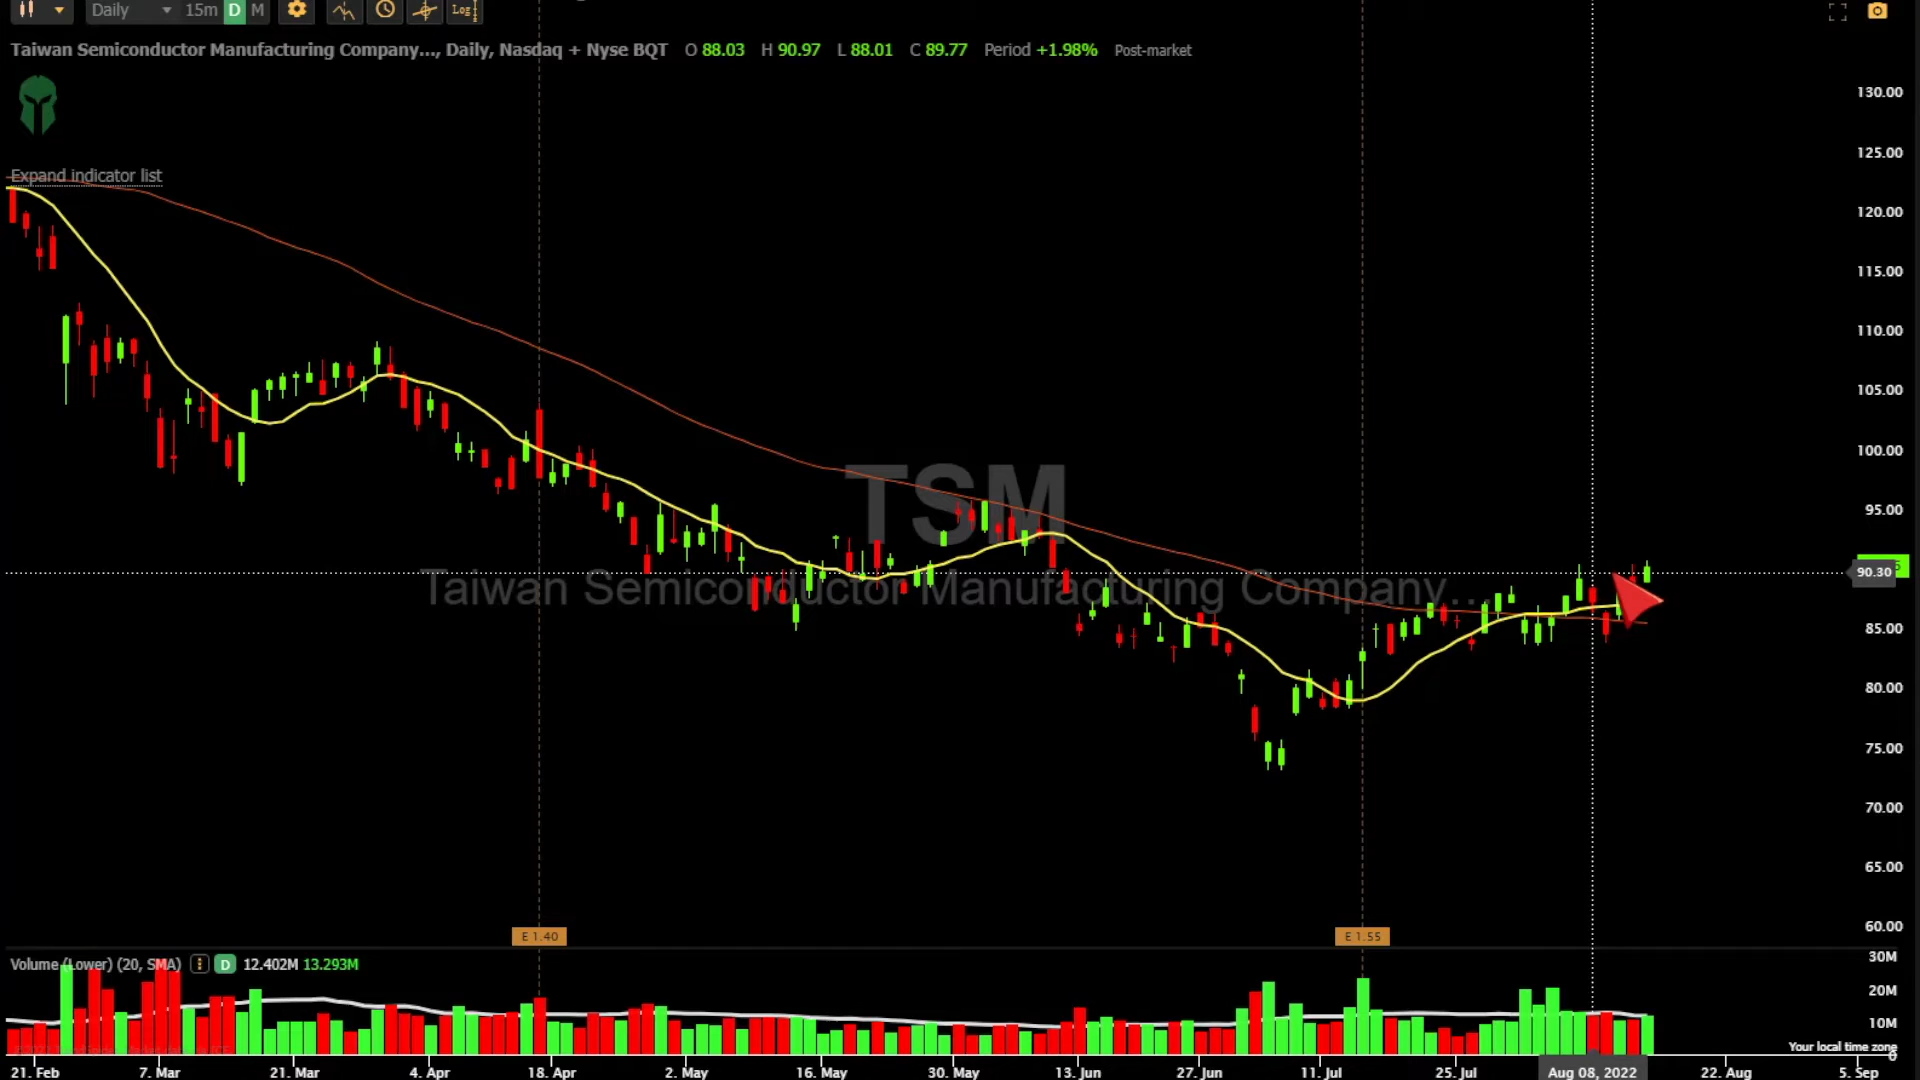 Daily 15m D M Log
Taiwan Semiconductor Manufacturing Company..., Daily, Nasdaq + Nyse BQT O 88.03 H 90.97 L 88.01 C 89.77 Period +1.98% Post-market
Expand indicator list
130.00
125.00
120.00
115.00
110.00
105.00
100.00
95.00
90.30
85.00
80.00
75.00
70.00
65.00
60.00
TSM
Taiwan Semiconductor Manufacturing Company...
E 1.40
E 1.55
Volume (Lower) (20, SMA) D 12.402M 13.293M
30M
20M
10M
0
Your local time zone
21. Feb 7. Mar 21. Mar 4. Apr 18. Apr 2. May 16. May 30. May 13. Jun 27. Jun 11. Jul 25. Jul Aug 08, 2022 22. Aug 5. Sep